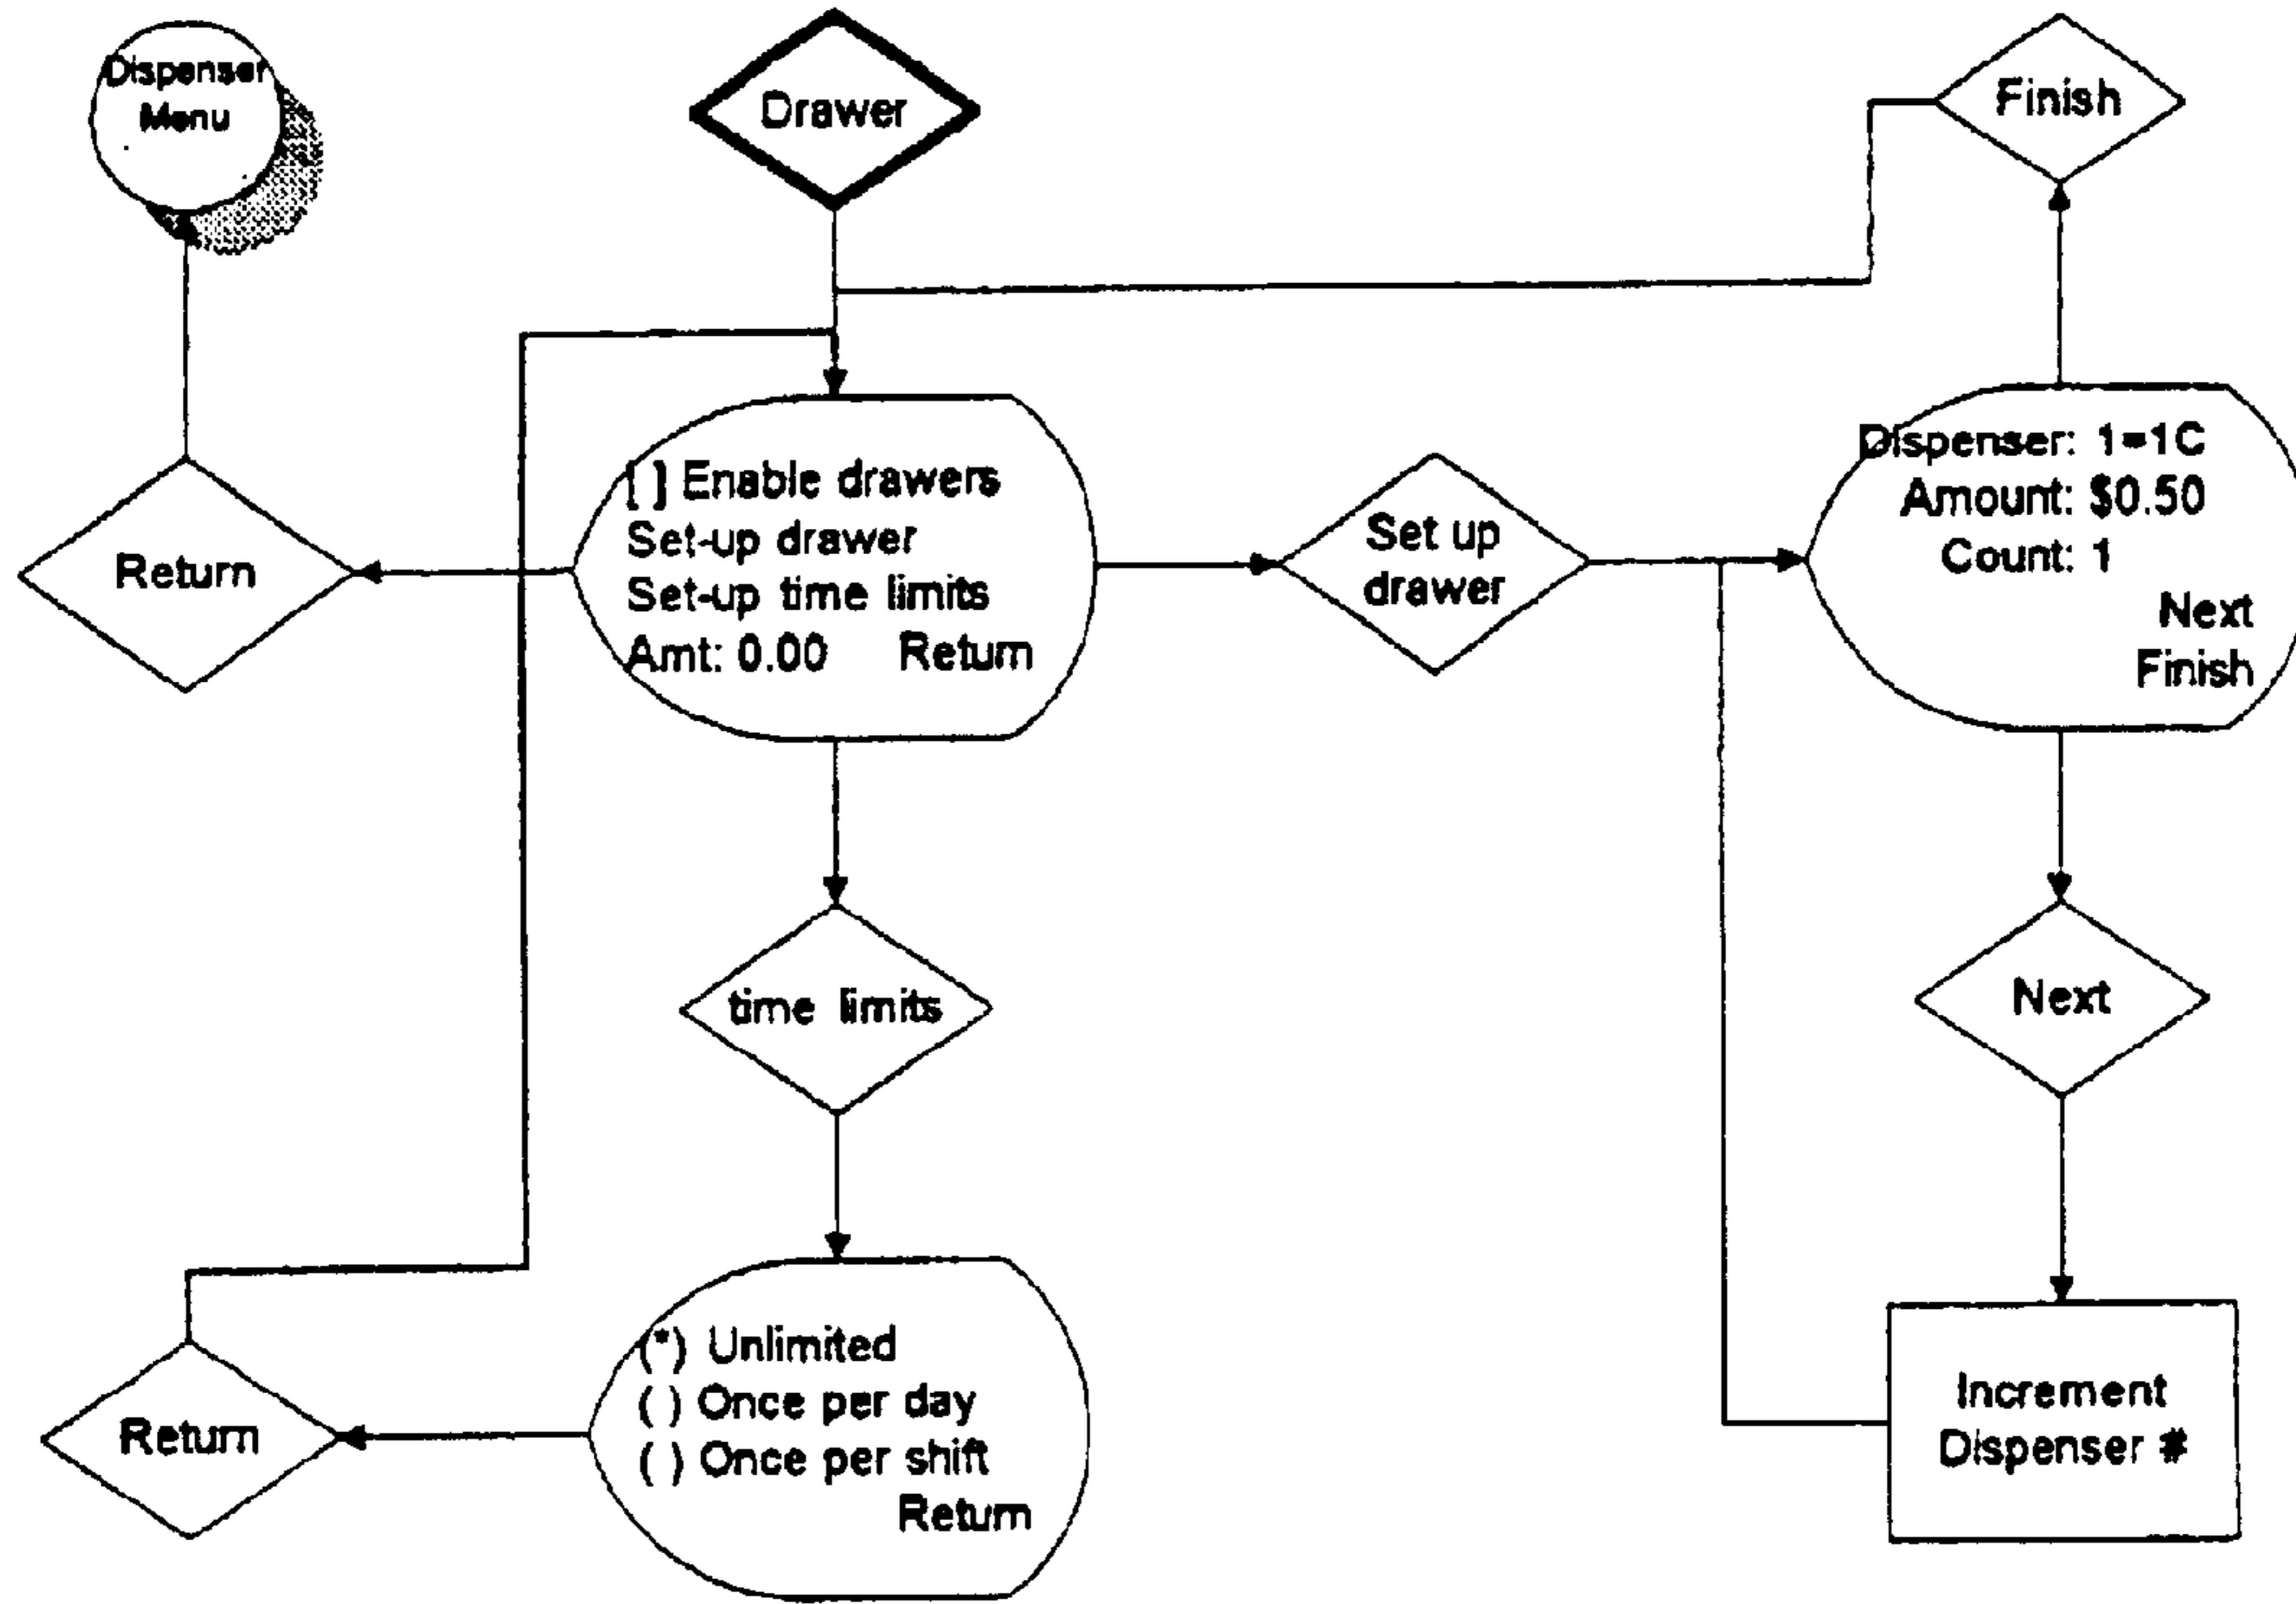 Dispenser
Menu
Drawer
Finish
Return
[ ] Enable drawers
Set-up drawer
Set-up time limits
Amt: 0.00 Return
Set up
drawer
Dispenser: 1=1C
Amount: $0.50
Count: 1
Next
Finish
time limits
Next
Return
(*) Unlimited
( ) Once per day
( ) Once per shift
Return
Increment
Dispenser #